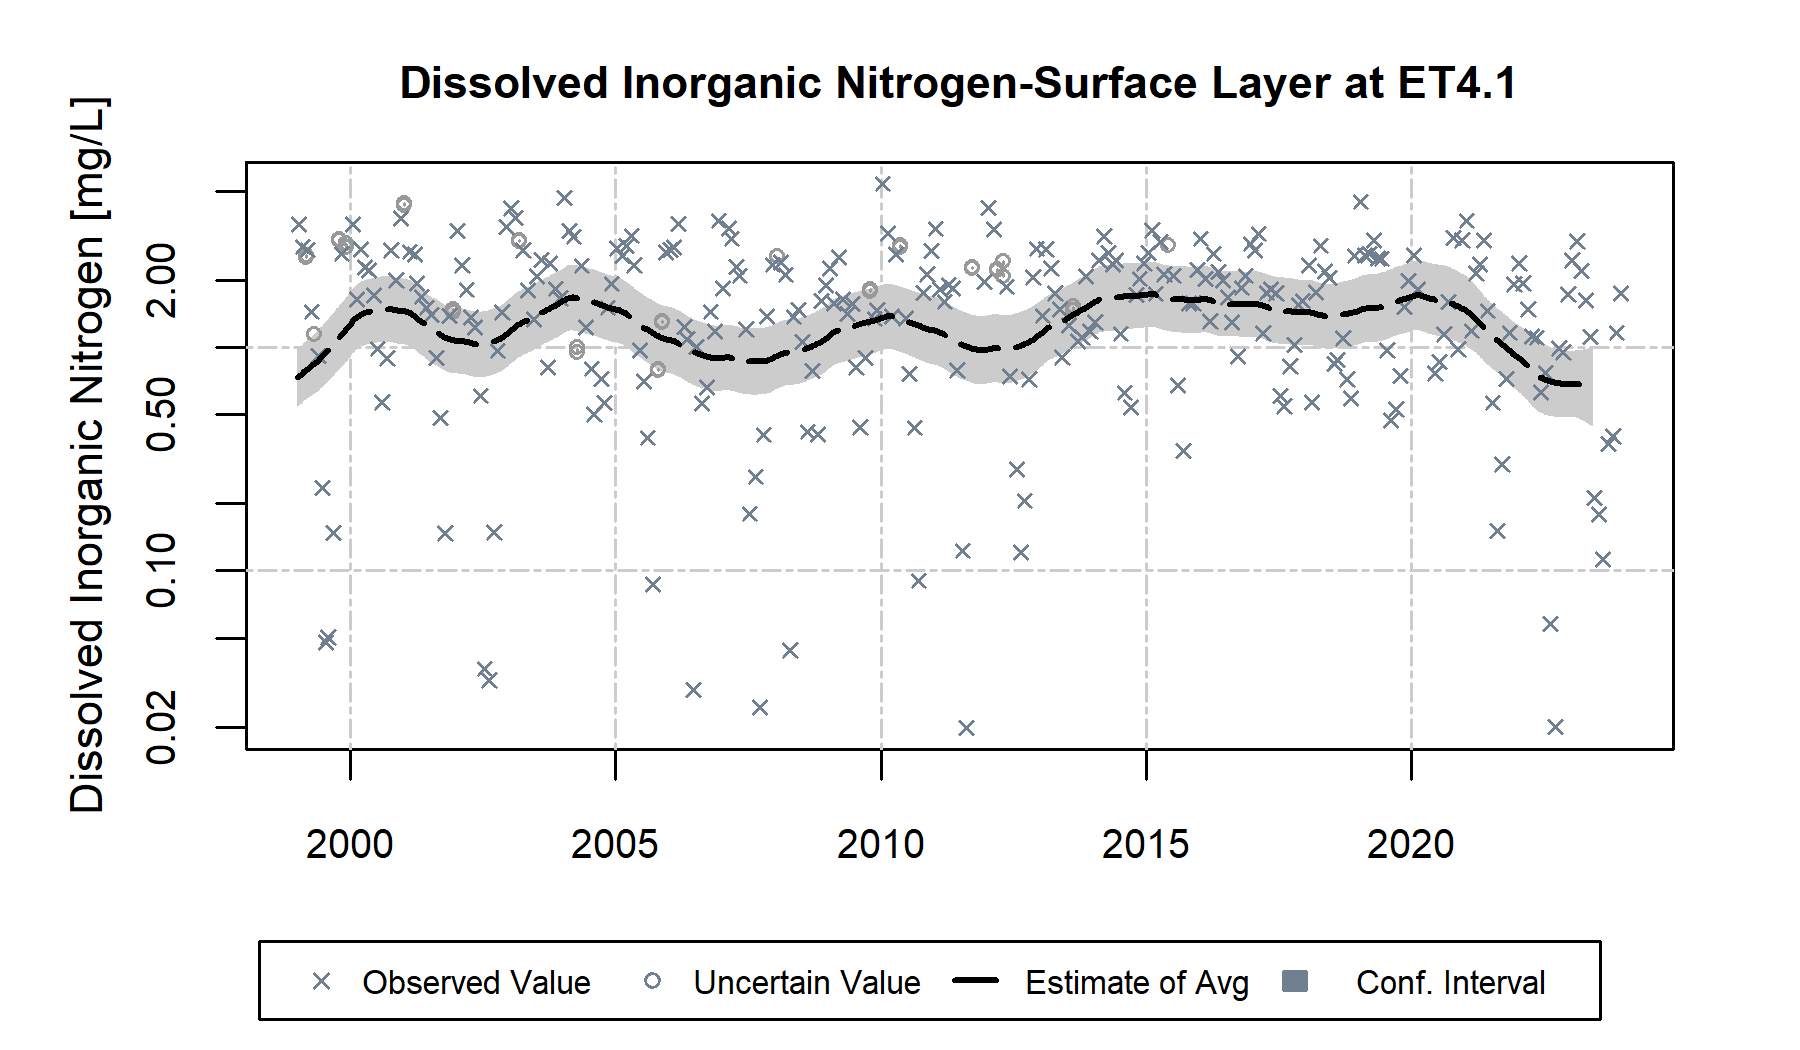 Dissolved Inorganic Nitrogen-Surface Layer at ET4.1
Dissolved Inorganic Nitrogen [mg/L]
2.00
0.50
0.10
0.02
2000 2005 2010 2015 2020
Observed Value Uncertain Value Estimate of Avg Conf. Interval